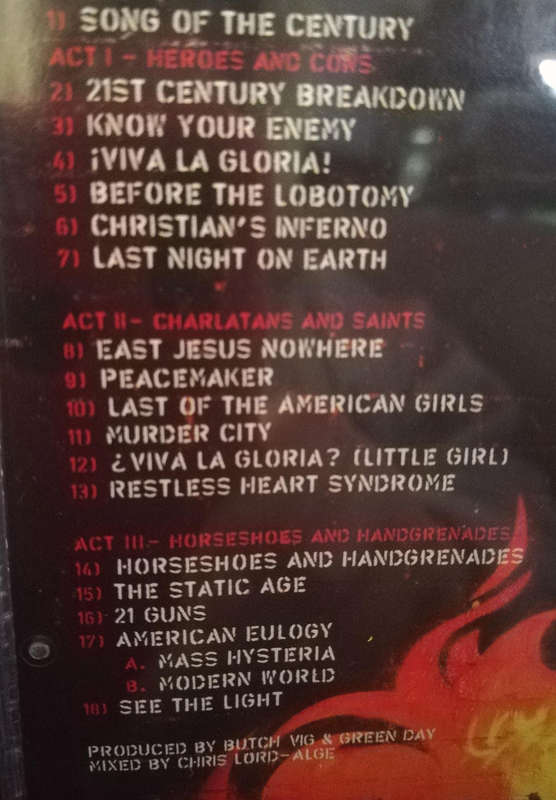 1) SONG OF THE CENTURY
ACT I - HEROES AND CONS
2) 21ST CENTURY BREAKDOWN
3) KNOW YOUR ENEMY
4) ¡VIVA LA GLORIA!
5) BEFORE THE LOBOTOMY
6) CHRISTIAN'S INFERNO
7) LAST NIGHT ON EARTH
ACT II - CHARLATANS AND SAINTS
8) EAST JESUS NOWHERE
9) PEACEMAKER
10) LAST OF THE AMERICAN GIRLS
11) MURDER CITY
12) ¿VIVA LA GLORIA? (LITTLE GIRL)
13) RESTLESS HEART SYNDROME
ACT III - HORSESHOES AND HANDGRENADES
14) HORSESHOES AND HANDGRENADES
15) THE STATIC AGE
16) 21 GUNS
17) AMERICAN EULOGY
A. MASS HYSTERIA
B. MODERN WORLD
18) SEE THE LIGHT
PRODUCED BY BUTCH VIG & GREEN DAY
MIXED BY CHRIS LORD-ALGE